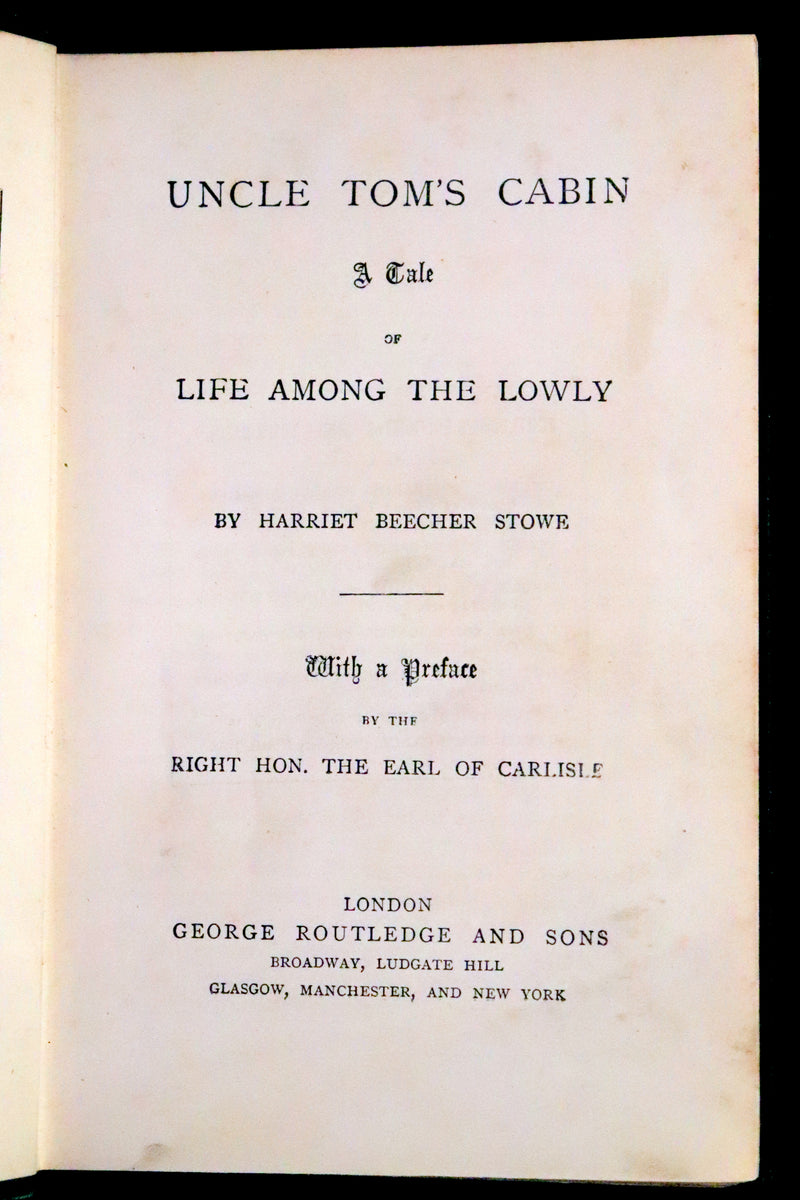 UNCLE TOM'S CABIN
A Tale
OF
LIFE AMONG THE LOWLY
BY HARRIET BEECHER STOWE
With a Preface
BY THE
RIGHT HON. THE EARL OF CARLISLE
LONDON
GEORGE ROUTLEDGE AND SONS
BROADWAY, LUDGATE HILL
GLASGOW, MANCHESTER, AND NEW YORK